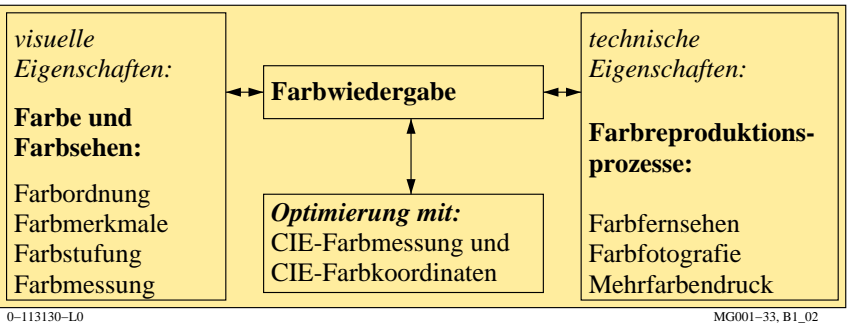 visuelle
Eigenschaften:
Farbe und
Farbsehen:
Farbordnung
Farbmerkmale
Farbstufung
Farbmessung
Farbwiedergabe
Optimierung mit:
CIE-Farbmessung und
CIE-Farbkoordinaten
technische
Eigenschaften:
Farbreproduktions-
prozesse:
Farbfernsehen
Farbfotografie
Mehrfarbendruck
0−113130−L0
MG001−33, B1_02